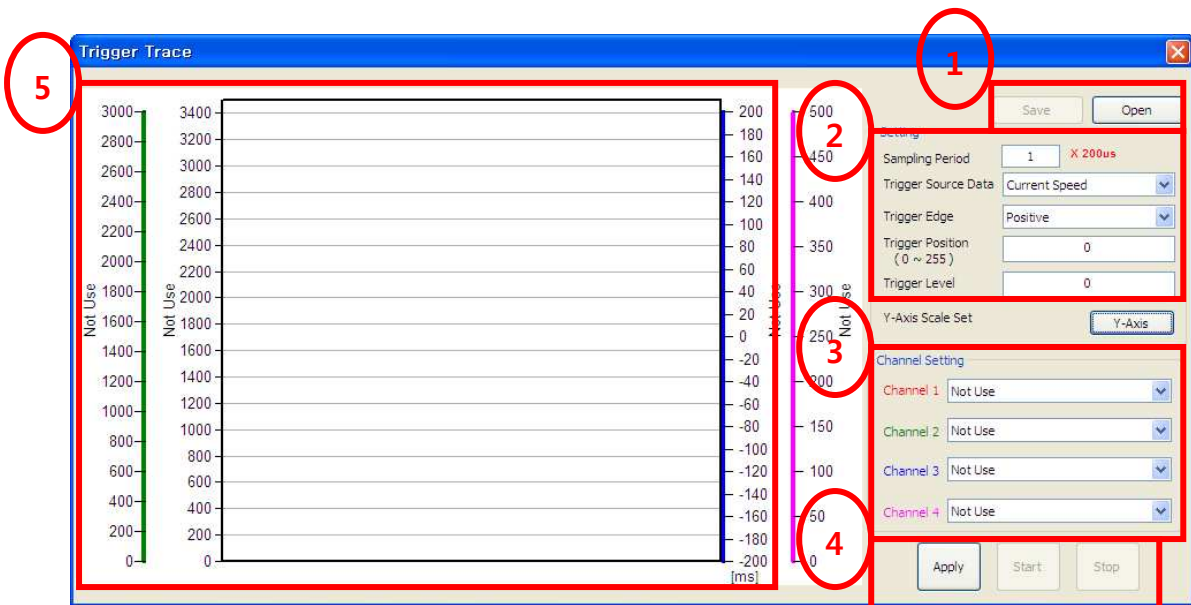 Trigger Trace
1
5
2
3
4
Save
Open
Setting
Sampling Period
1
X 200us
Trigger Source Data
Current Speed
Trigger Edge
Positive
Trigger Position
( 0 ~ 255 )
0
Trigger Level
0
Y-Axis Scale Set
Y-Axis
Channel Setting
Channel 1
Not Use
Channel 2
Not Use
Channel 3
Not Use
Channel 4
Not Use
Apply
Start
Stop
3000
2800
2600
2400
2200
2000
1800
1600
1400
1200
1000
800
600
400
200
0
Not Use
3400
3200
3000
2800
2600
2400
2200
2000
1800
1600
1400
1200
1000
800
600
400
200
0
Not Use
200
180
160
140
120
100
80
60
40
20
0
-20
-40
-60
-80
-100
-120
-140
-160
-180
-200
[ms]
Not Use
500
450
400
350
300
250
200
150
100
50
0
Not Use